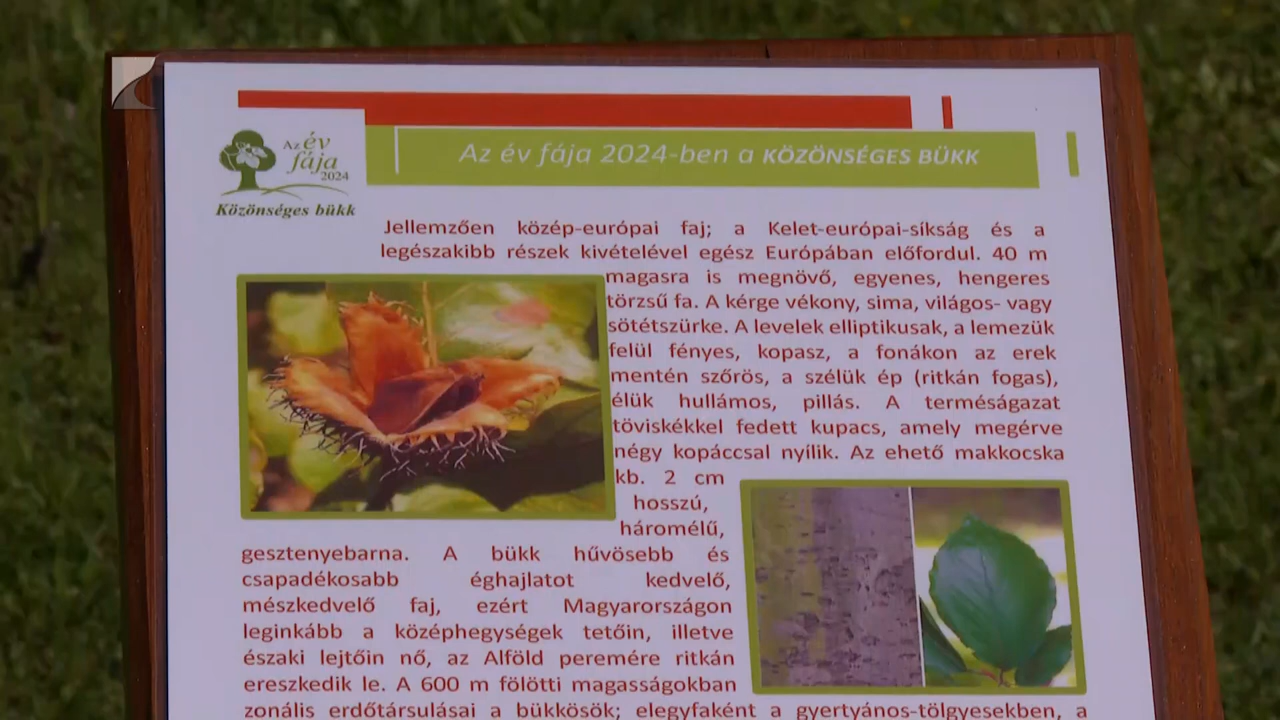 Az év fája 2024
Közönséges bükk
Az év fája 2024-ben a KÖZÖNSÉGES BÜKK
Jellemzően közép-európai faj; a Kelet-európai-síkság és a
legészakibb részek kivételével egész Európában előfordul. 40 m
magasra is megnövő, egyenes, hengeres
törzsű fa. A kérge vékony, sima, világos- vagy
sötétszürke. A levelek elliptikusak, a lemezük
felül fényes, kopasz, a fonákon az erek
mentén szőrös, a szélük ép (ritkán fogas),
élük hullámos, pillás. A terméságazat
töviskékkel fedett kupacs, amely megérve
négy kopáccsal nyílik. Az ehető makkocska
kb. 2 cm
hosszú,
háromélű,
gesztenyebarna. A bükk hűvösebb és
csapadékosabb éghajlatot kedvelő,
mészkedvelő faj, ezért Magyarországon
leginkább a középhegységek tetőin, illetve
északi lejtőin nő, az Alföld peremére ritkán
ereszkedik le. A 600 m fölötti magasságokban
zonális erdőtársulásai a bükkösök; elegyfaként a gyertyános-tölgyesekben, a